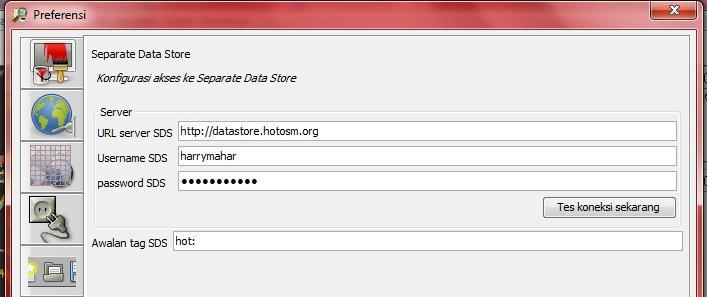 Preferensi
Separate Data Store
Konfigurasi akses ke Separate Data Store
Server
URL server SDS http://datastore.hotosm.org
Username SDS harrymahar
password SDS ●●●●●●●●●●●
Tes koneksi sekarang
Awalan tag SDS hot: